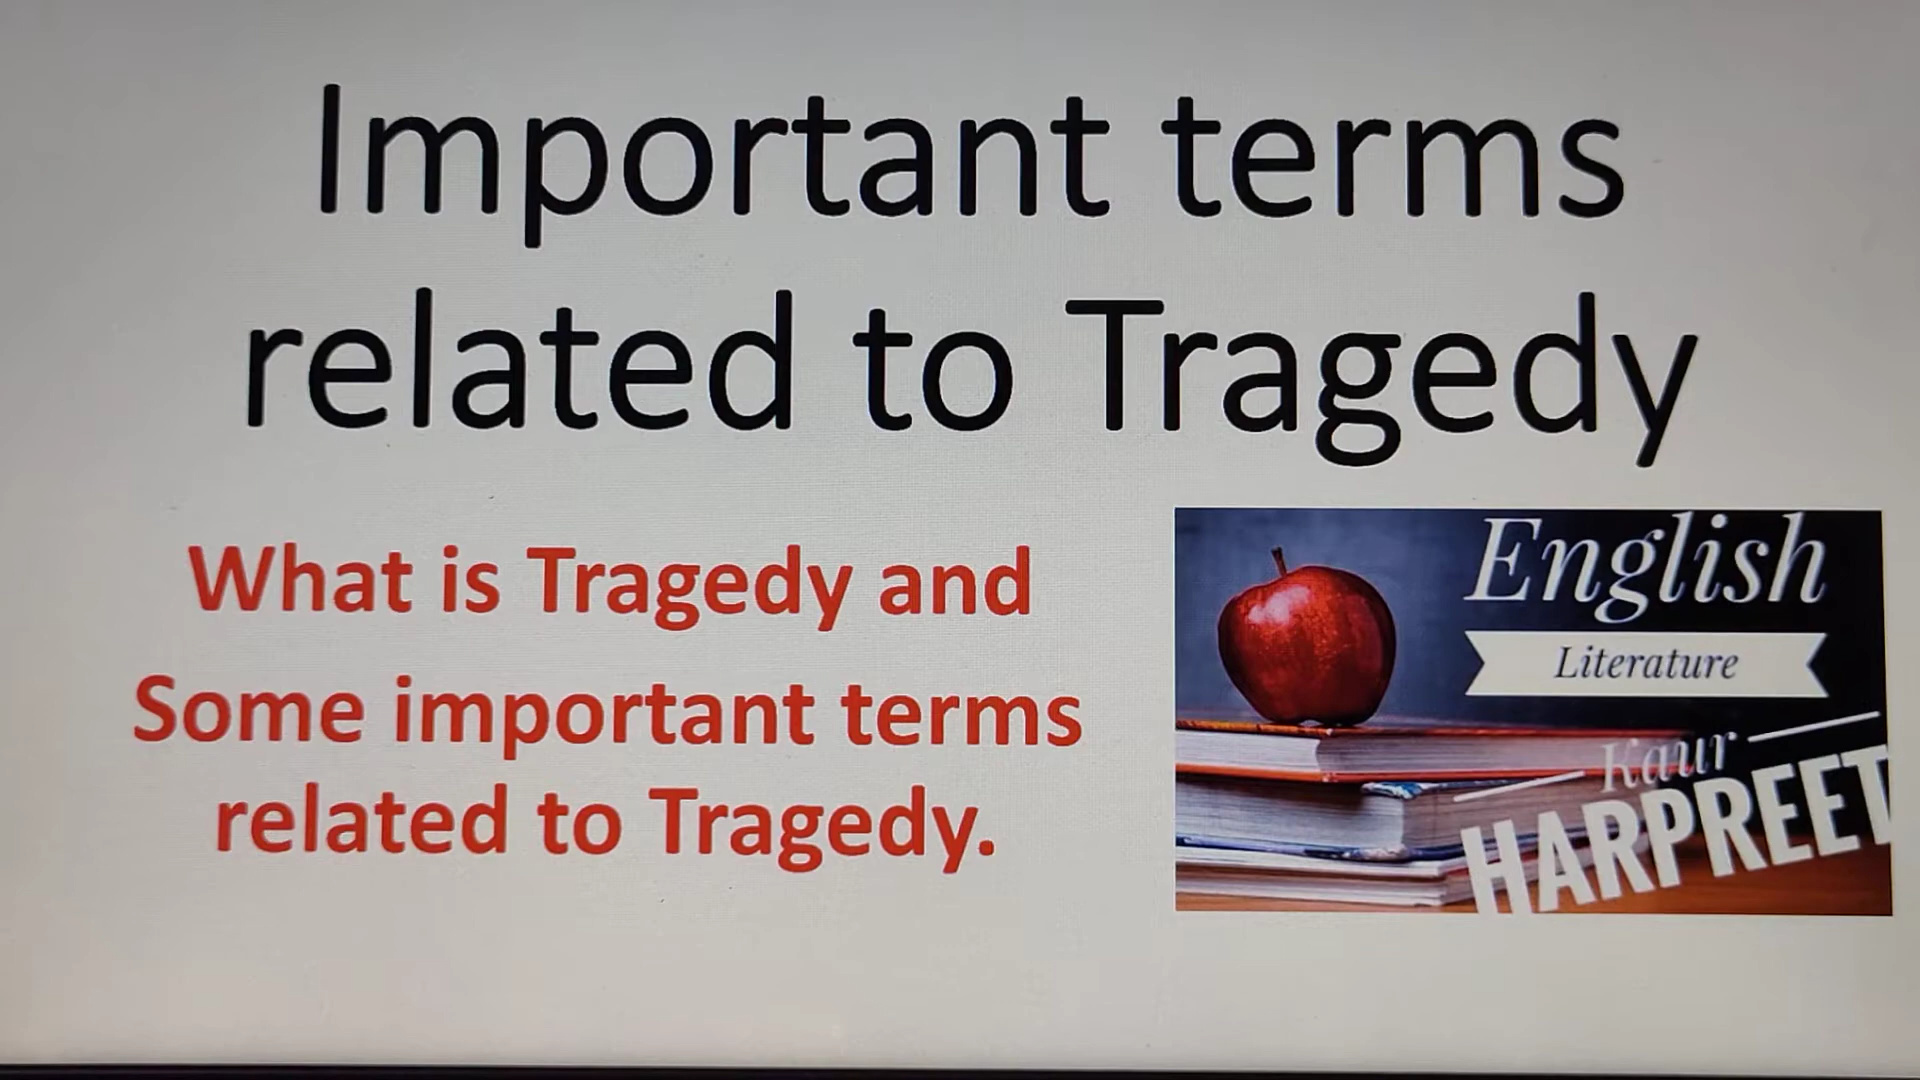 Important terms
related to Tragedy
What is Tragedy and
Some important terms
related to Tragedy.
English
Literature
Kaur
HARPREET